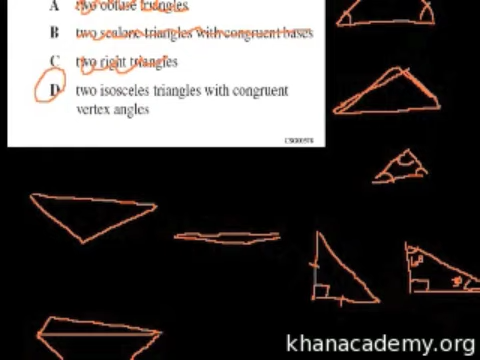 A two obtuse triangles
B two scalene triangles with congruent bases
C two right triangles
D two isosceles triangles with congruent
vertex angles
khanacademy.org